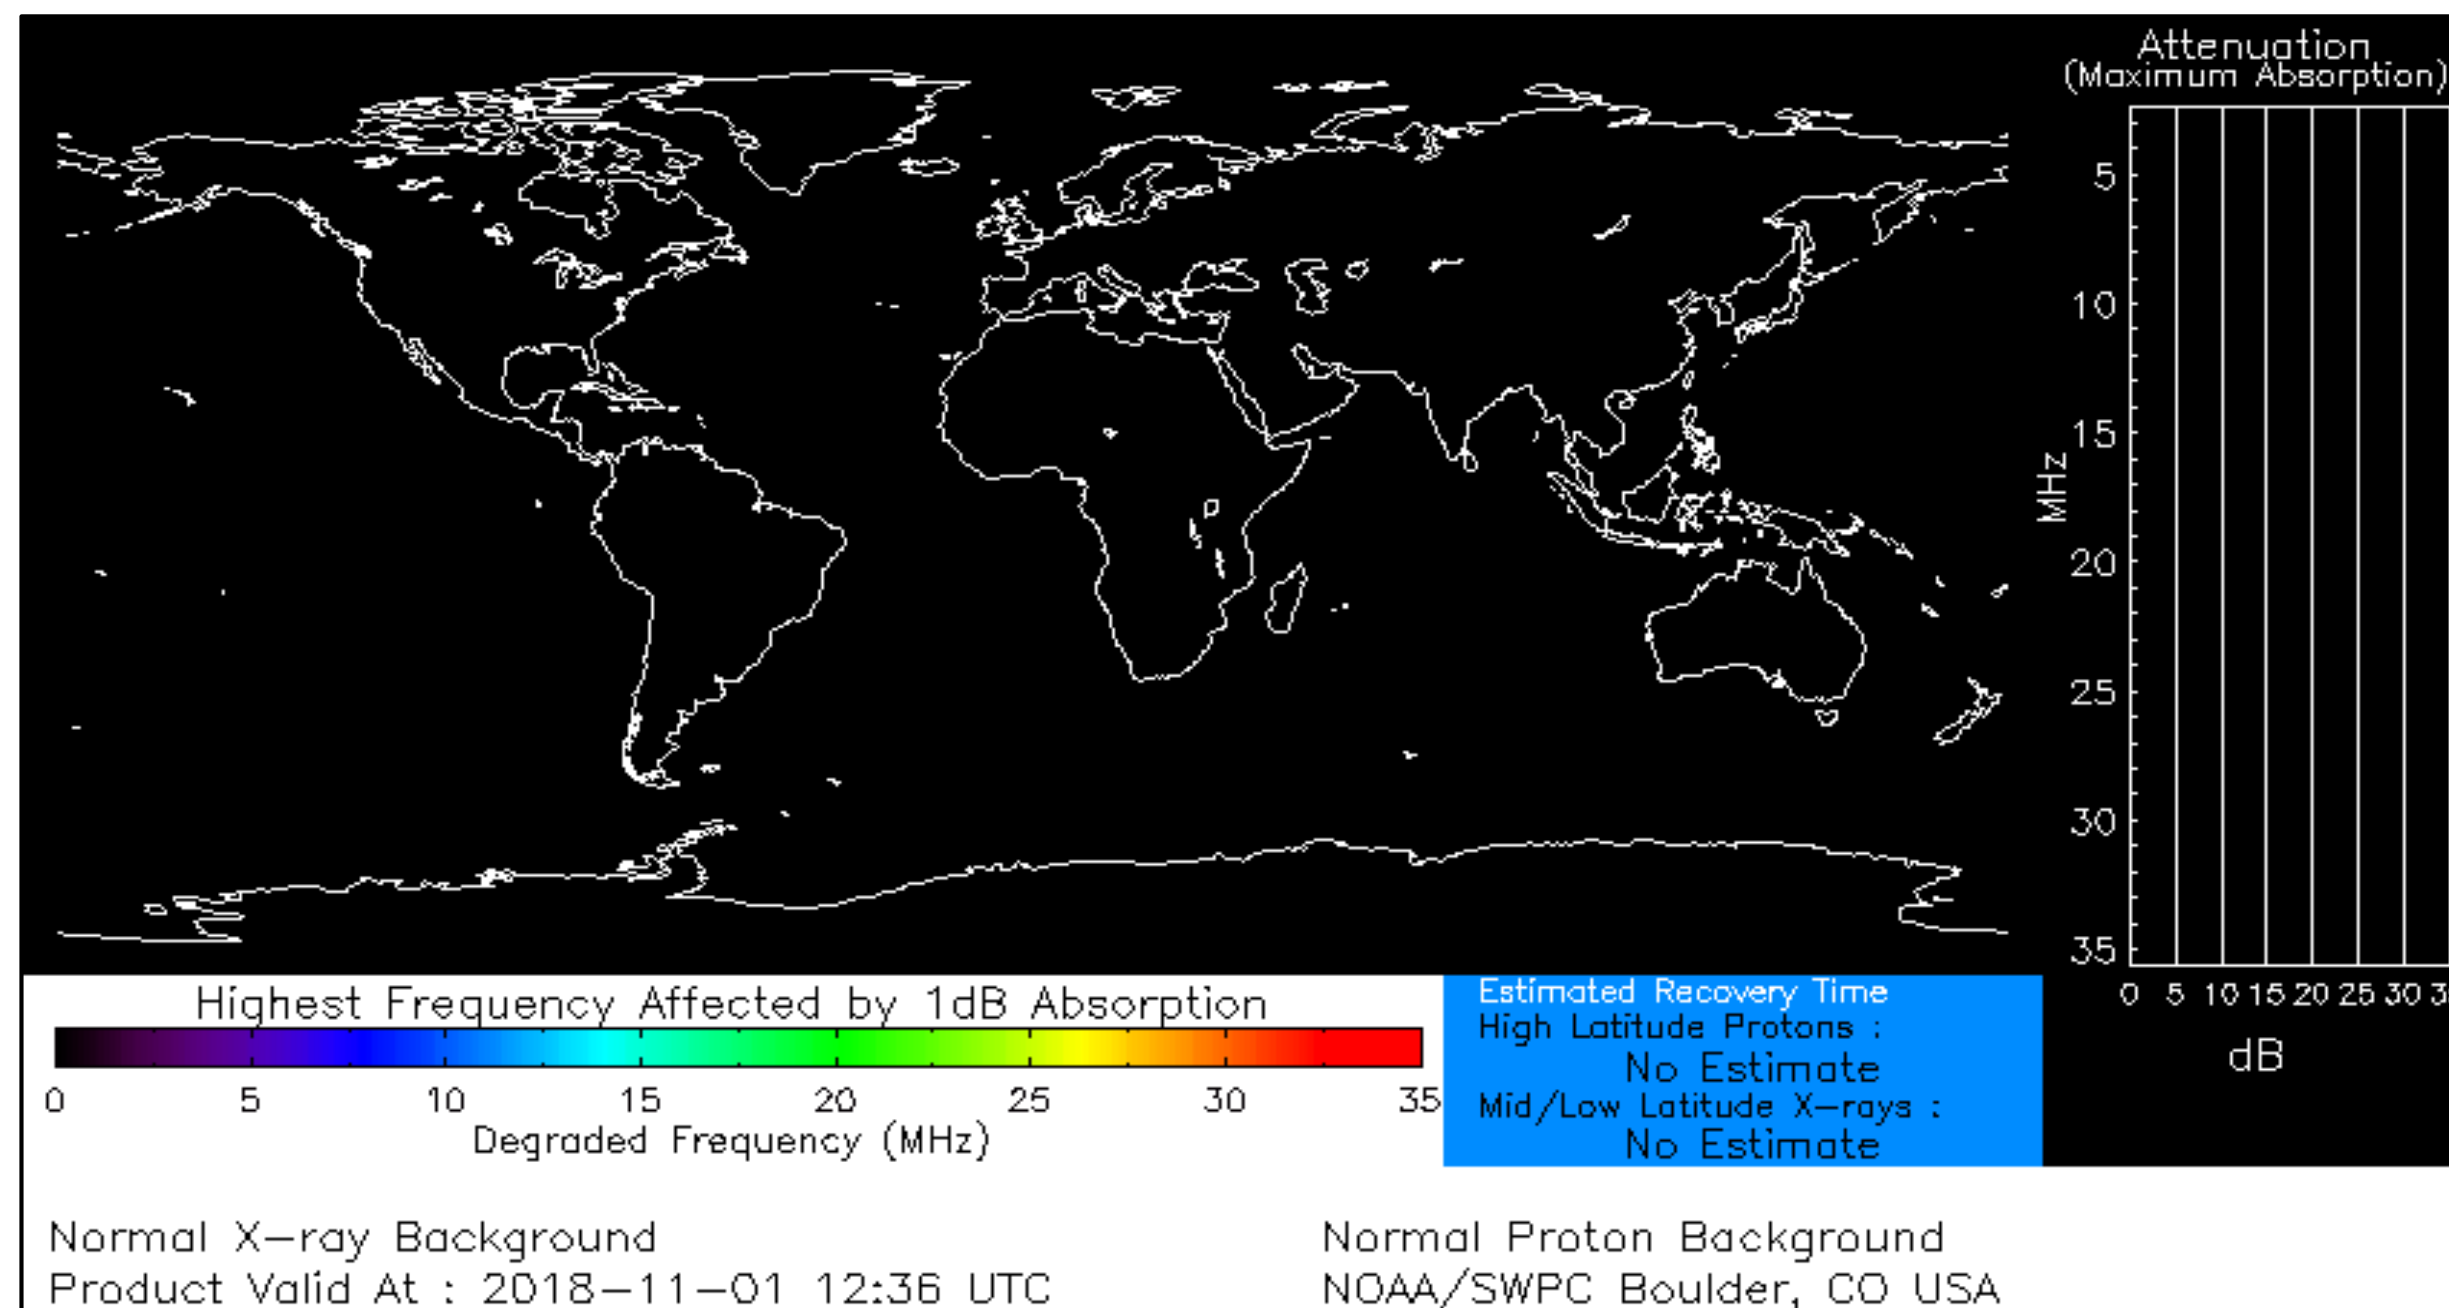 Attenuation
(Maximum Absorption)
5
10
15
20
25
30
35
MHz
0 5 10 15 20 25 30
dB
Highest Frequency Affected by 1dB Absorption
0 5 10 15 20 25 30 35
Degraded Frequency (MHz)
Estimated Recovery Time
High Latitude Protons :
No Estimate
Mid/Low Latitude X-rays :
No Estimate
Normal X-ray Background
Normal Proton Background
Product Valid At : 2018-11-01 12:36 UTC
NOAA/SWPC Boulder, CO USA